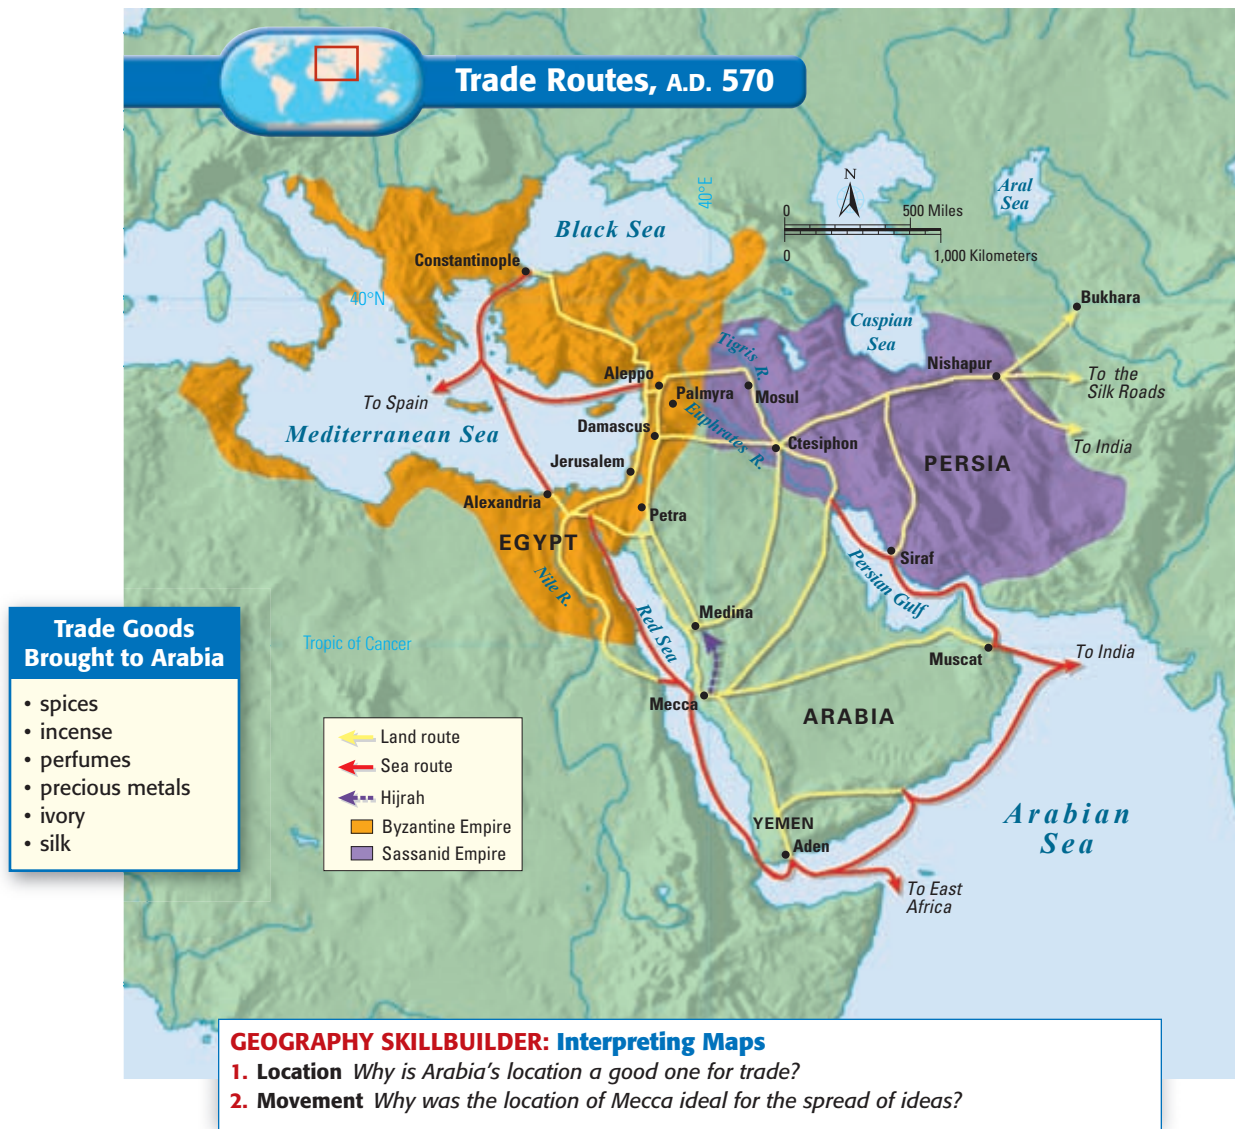 Trade Routes, A.D. 570
40°E
N
0
500 Miles
0
1,000 Kilometers
Aral
Sea
Black Sea
Constantinople
40°N
Bukhara
Caspian
Sea
Tigris R.
Nishapur
To the
Silk Roads
Aleppo
Palmyra
Mosul
To Spain
Mediterranean Sea
Damascus
Euphrates R.
Ctesiphon
To India
PERSIA
Jerusalem
Alexandria
Petra
EGYPT
Siraf
Nile R.
Persian Gulf
Red Sea
Medina
Tropic of Cancer
Muscat
To India
Mecca
ARABIA
Trade Goods
Brought to Arabia
• spices
• incense
• perfumes
• precious metals
• ivory
• silk
Land route
Sea route
Hijrah
Byzantine Empire
Sassanid Empire
YEMEN
Aden
Arabian
Sea
To East
Africa
GEOGRAPHY SKILLBUILDER: Interpreting Maps
1. Location Why is Arabia's location a good one for trade?
2. Movement Why was the location of Mecca ideal for the spread of ideas?